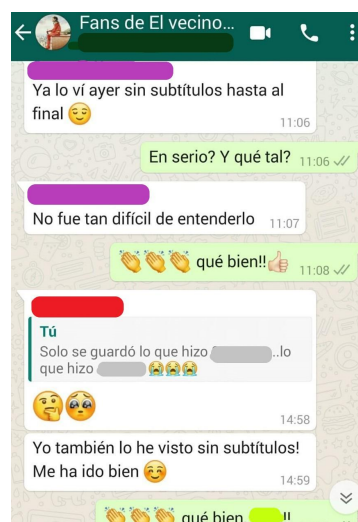 Fans de El vecino...
Ya lo ví ayer sin subtítulos hasta al
final
11:06
En serio? Y qué tal? 11:06
No fue tan difícil de entenderlo 11:07
qué bien!!
11:08
Tú
Solo se guardó lo que hizo ..lo
que hizo
14:58
Yo también lo he visto sin subtítulos!
Me ha ido bien
14:59
qué bien !!